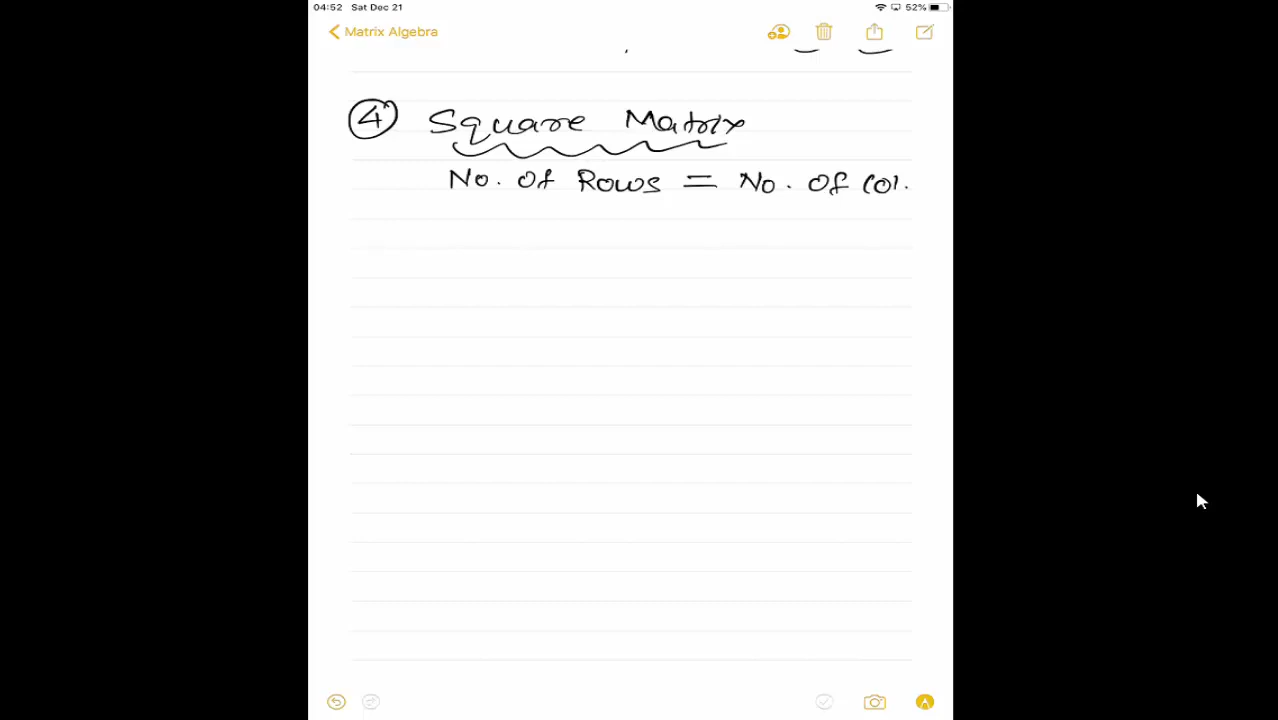 04:52 Sat Dec 21 52%
Matrix Algebra
4 Square Matrix
No. of Rows = No. of Col.